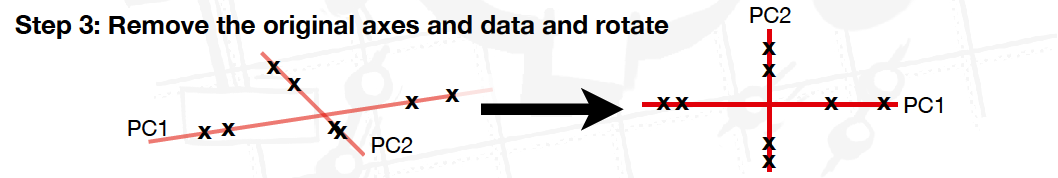 PC2
Step 3: Remove the original axes and data and rotate
x x
x x x x
x x
x x x x
PC1 x x
x x PC2
x x x x PC1
x x